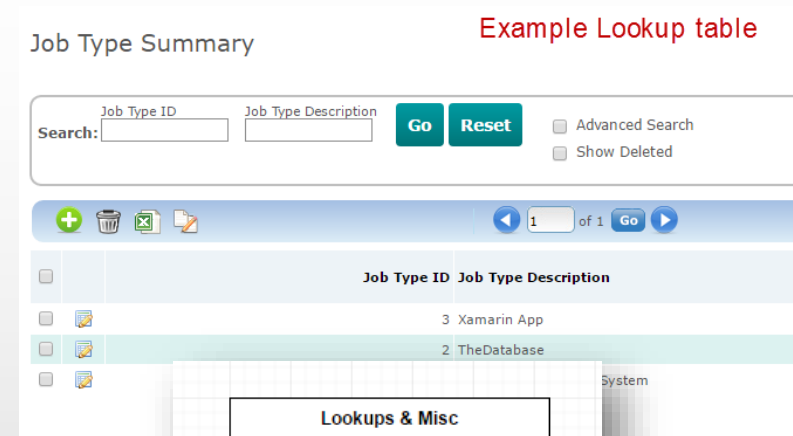 Example Lookup table
Job Type Summary
Job Type ID Job Type Description
Search: Go Reset Advanced Search
Show Deleted
1 of 1 Go
Job Type ID Job Type Description
3 Xamarin App
2 TheDatabase
System
Lookups & Misc